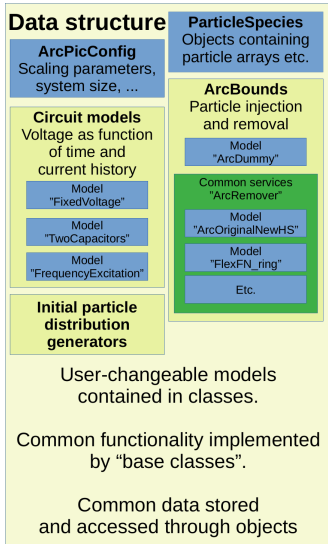 Data structure
ArcPicConfig
Scaling parameters,
system size, ...
Circuit models
Voltage as function
of time and
current history
Model
"FixedVoltage"
Model
"TwoCapacitors"
Model
"FrequencyExcitation"
Initial particle
distribution
generators
ParticleSpecies
Objects containing
particle arrays etc.
ArcBounds
Particle injection
and removal
Model
"ArcDummy"
Common services
"ArcRemover"
Model
"ArcOriginalNewHS"
Model
"FlexFN_ring"
Etc.
User-changeable models
contained in classes.
Common functionality implemented
by “base classes”.
Common data stored
and accessed through objects